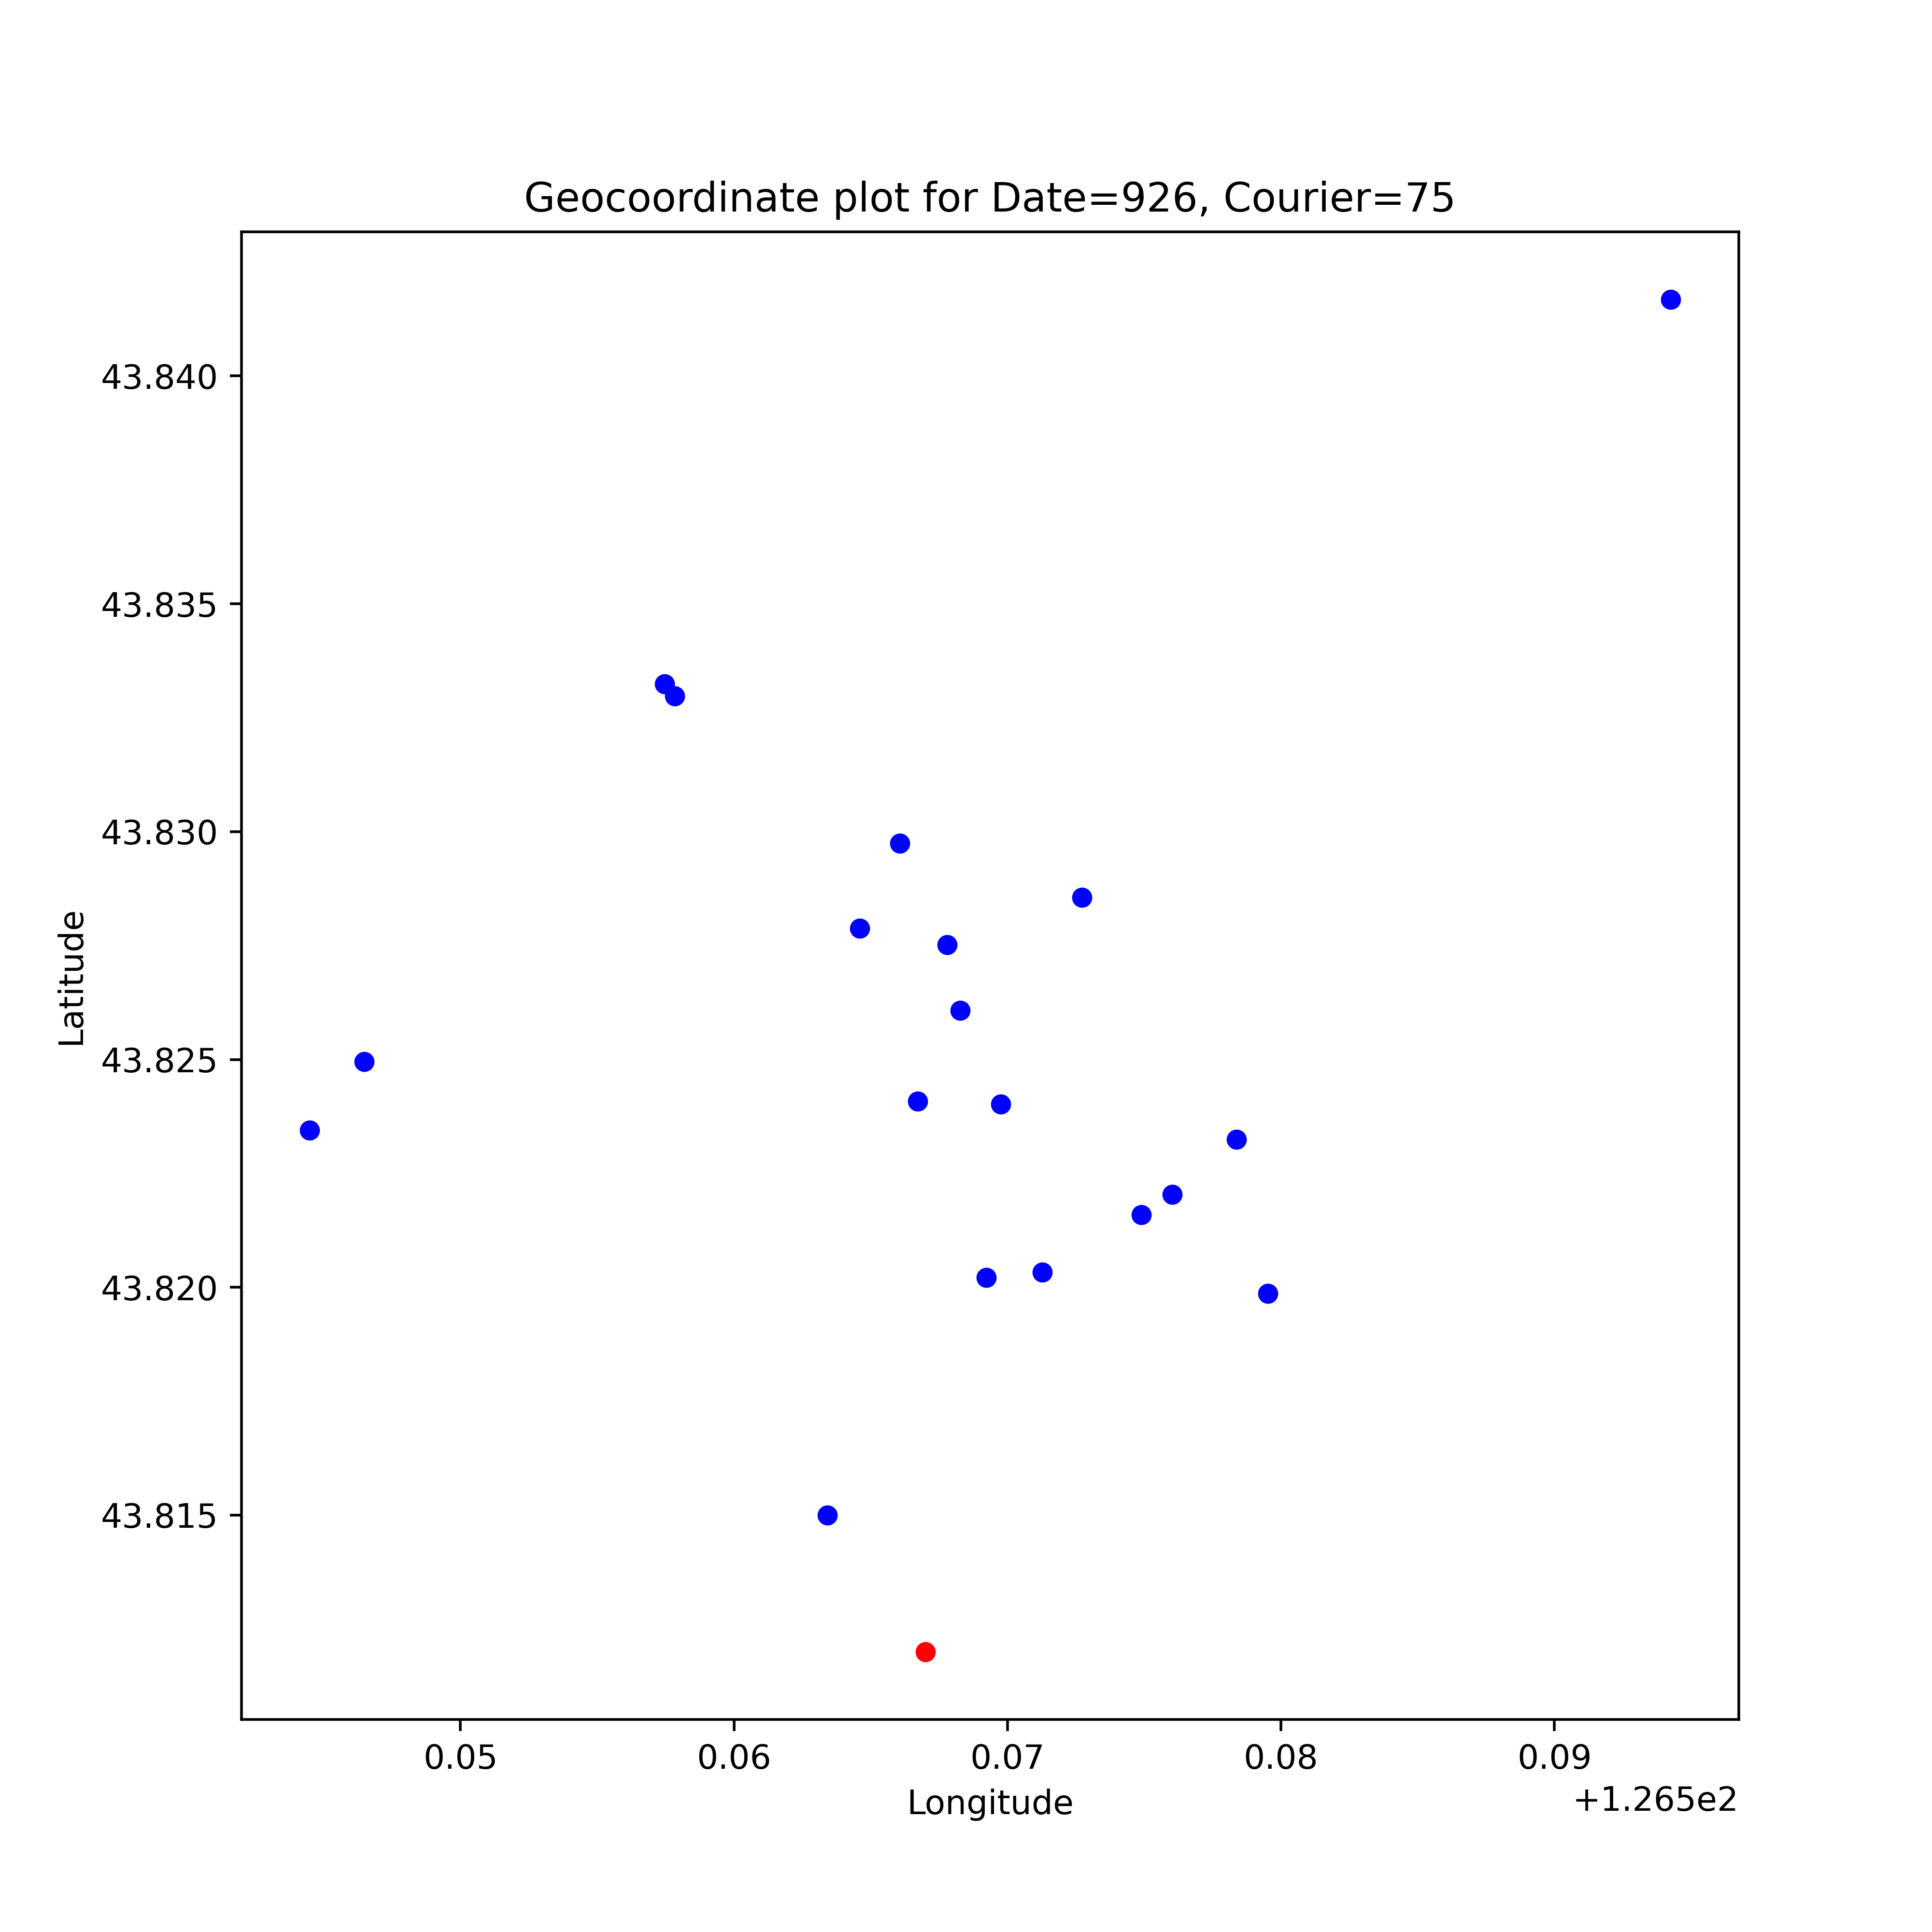 Geocoordinate plot for Date=926, Courier=75
43.840
43.835
43.830
43.825
43.820
43.815
Latitude
0.05 0.06 0.07 0.08 0.09
Longitude
+1.265e2